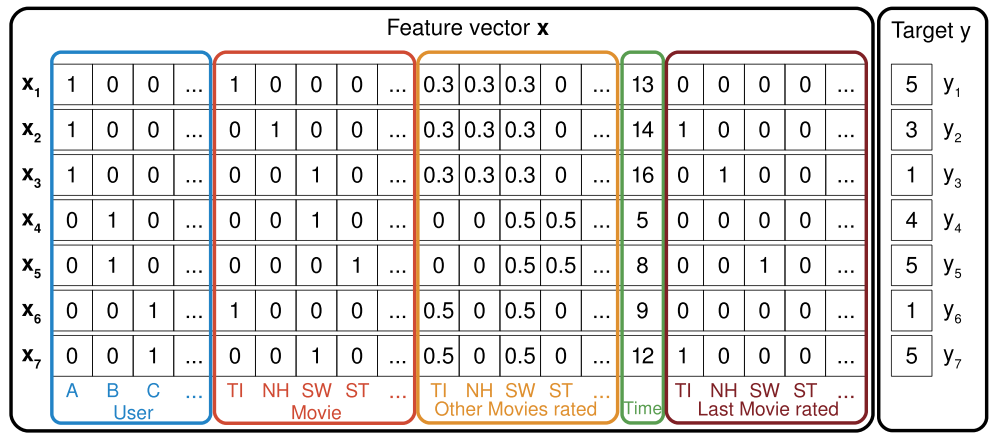 Feature vector x Target y
x1 1 0 0 ... 1 0 0 0 ... 0.3 0.3 0.3 0 ... 13 0 0 0 0 ... 5 y1
x2 1 0 0 ... 0 1 0 0 ... 0.3 0.3 0.3 0 ... 14 1 0 0 0 ... 3 y2
x3 1 0 0 ... 0 0 1 0 ... 0.3 0.3 0.3 0 ... 16 0 1 0 0 ... 1 y3
x4 0 1 0 ... 0 0 1 0 ... 0 0 0.5 0.5 ... 5 0 0 0 0 ... 4 y4
x5 0 1 0 ... 0 0 0 1 ... 0 0 0.5 0.5 ... 8 0 0 1 0 ... 5 y5
x6 0 0 1 ... 1 0 0 0 ... 0.5 0 0.5 0 ... 9 0 0 0 0 ... 1 y6
x7 0 0 1 ... 0 0 1 0 ... 0.5 0 0.5 0 ... 12 1 0 0 0 ... 5 y7
A B C ... TI NH SW ST ... TI NH SW ST ... TI NH SW ST ...
User Movie Other Movies rated Time Last Movie rated